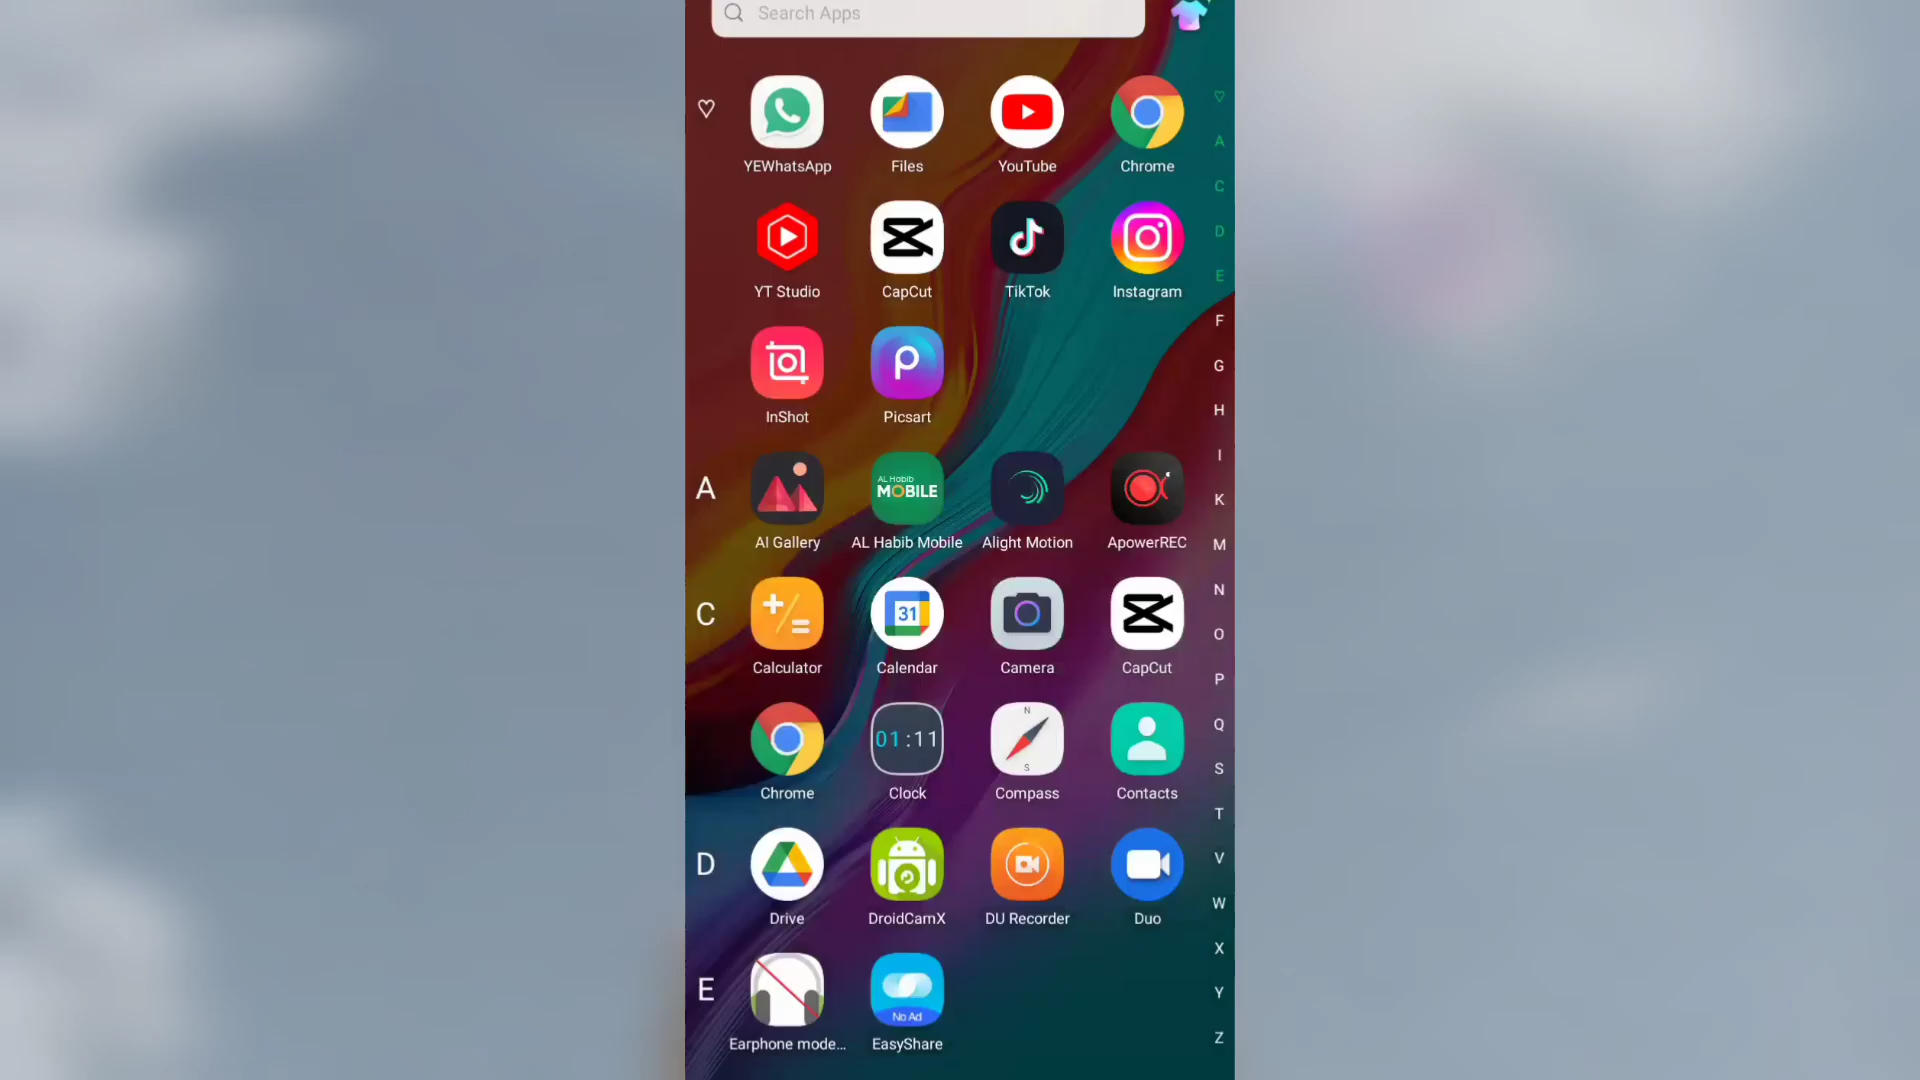 Search Apps
YEWhatsApp Files YouTube Chrome
YT Studio CapCut TikTok Instagram
InShot Picsart
A
AL Habib
MOBILE
AI Gallery AL Habib Mobile Alight Motion ApowerREC
C
31
Calculator Calendar Camera CapCut
01:11
N
S
Chrome Clock Compass Contacts
D
Drive DroidCamX DU Recorder Duo
E
No Ad
Earphone mode... EasyShare
A
C
D
E
F
G
H
I
K
M
N
O
P
Q
S
T
V
W
X
Y
Z